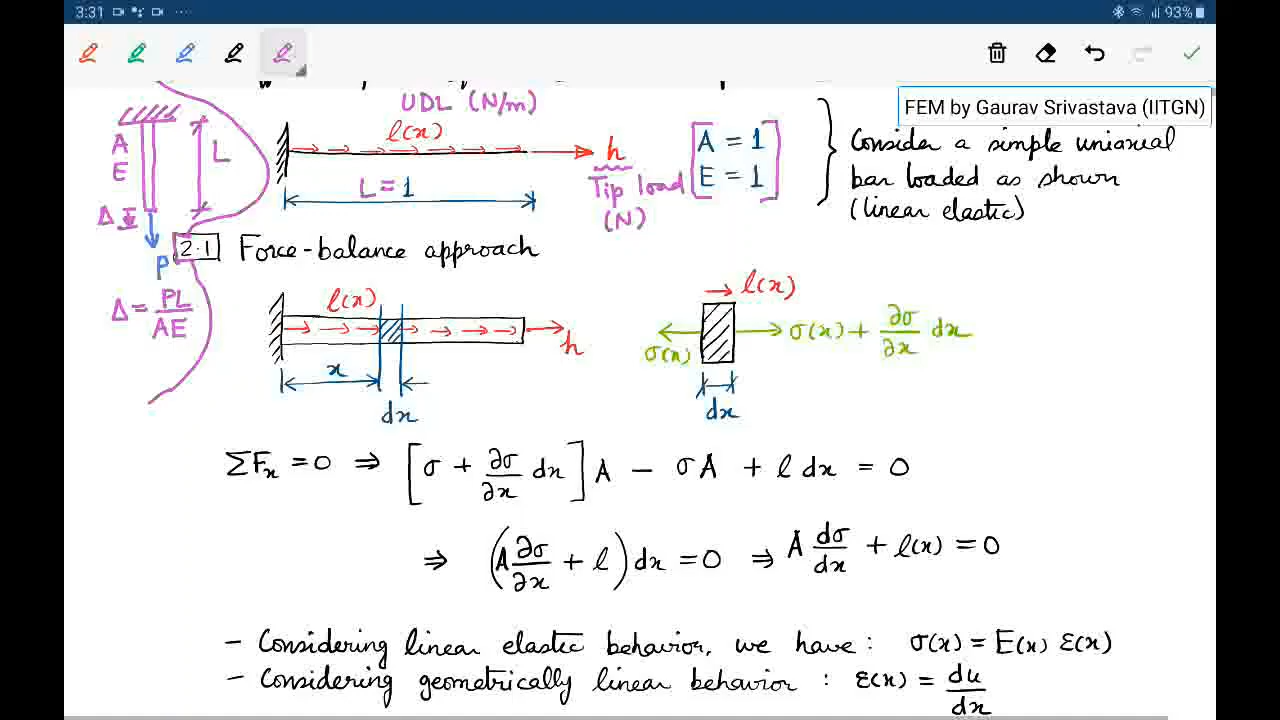 3:31
93%
FEM by Gaurav Srivastava (IITGN)
UDL (N/m)
l(x)
h
Tip load
(N)
L = 1
A = 1
E = 1
Consider a simple uniaxial
bar loaded as shown
(linear elastic)
A
E
L
Δ
P
Δ = PL/AE
2.1 Force-balance approach
l(x)
h
x
dx
l(x)
σ(x)
σ(x) + ∂σ/∂x dx
dx
ΣFx = 0 ⇒ [σ + ∂σ/∂x dx] A − σA + l dx = 0
⇒ (A ∂σ/∂x + l) dx = 0 ⇒ A dσ/dx + l(x) = 0
- Considering linear elastic behavior, we have : σ(x) = E(x) ε(x)
- Considering geometrically linear behavior : ε(x) = du/dx